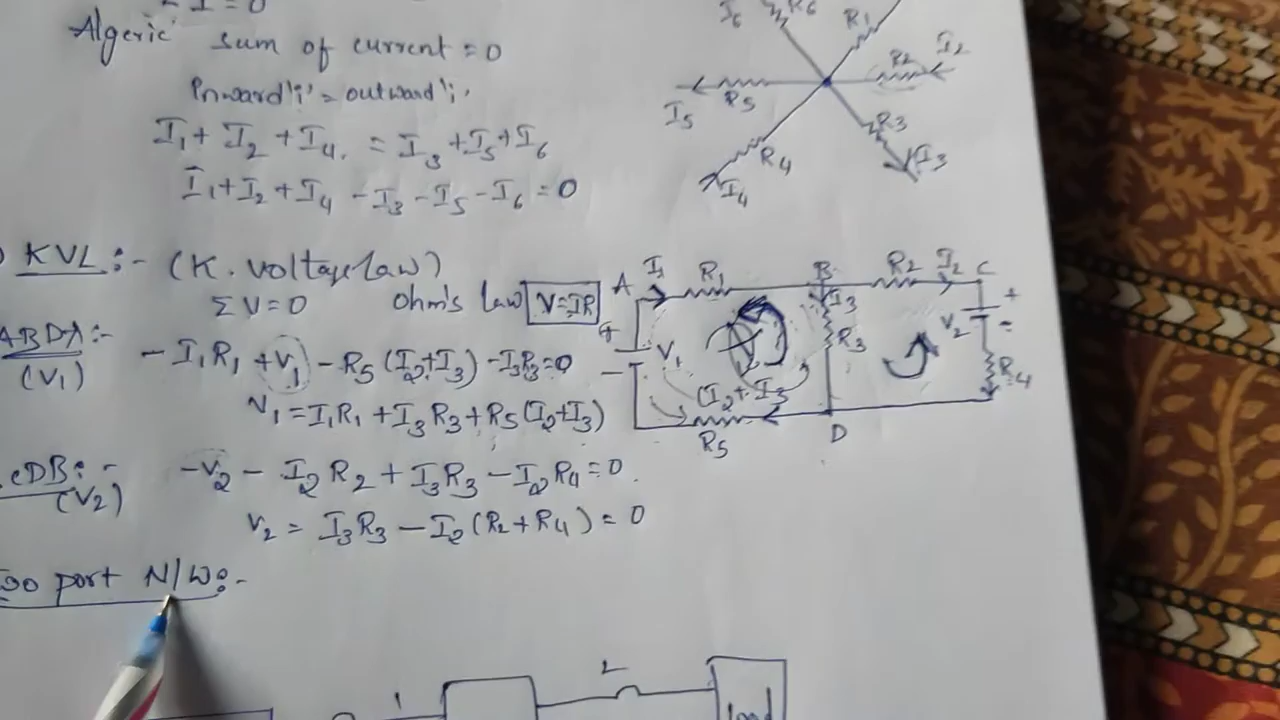 I = 0
Algeric sum of current = 0
Inward 'i' = outward 'i'
I1 + I2 + I4 = I3 + I5 + I6
I1 + I2 + I4 - I3 - I5 - I6 = 0
I6 R6 R1
R2 I2
I5 R5
R3
R4 I3
I4
KVL :- (K. voltage law)
ΣV = 0 Ohm's law V = IR
ABDA :-
(V1)
- I1R1 + V1 - R5 (I2 + I3) - I3R3 = 0
V1 = I1R1 + I3R3 + R5 (I2 + I3)
CDB :-
(V2)
- V2 - I2R2 + I3R3 - I2R4 = 0
V2 = I3R3 - I2 (R2 + R4) = 0
A I1 R1 B R2 I2 C
+ I3 +
- V1 R3 V2 -
R4
(I2 + I3
R5 D
port N/W :-
1 2
load